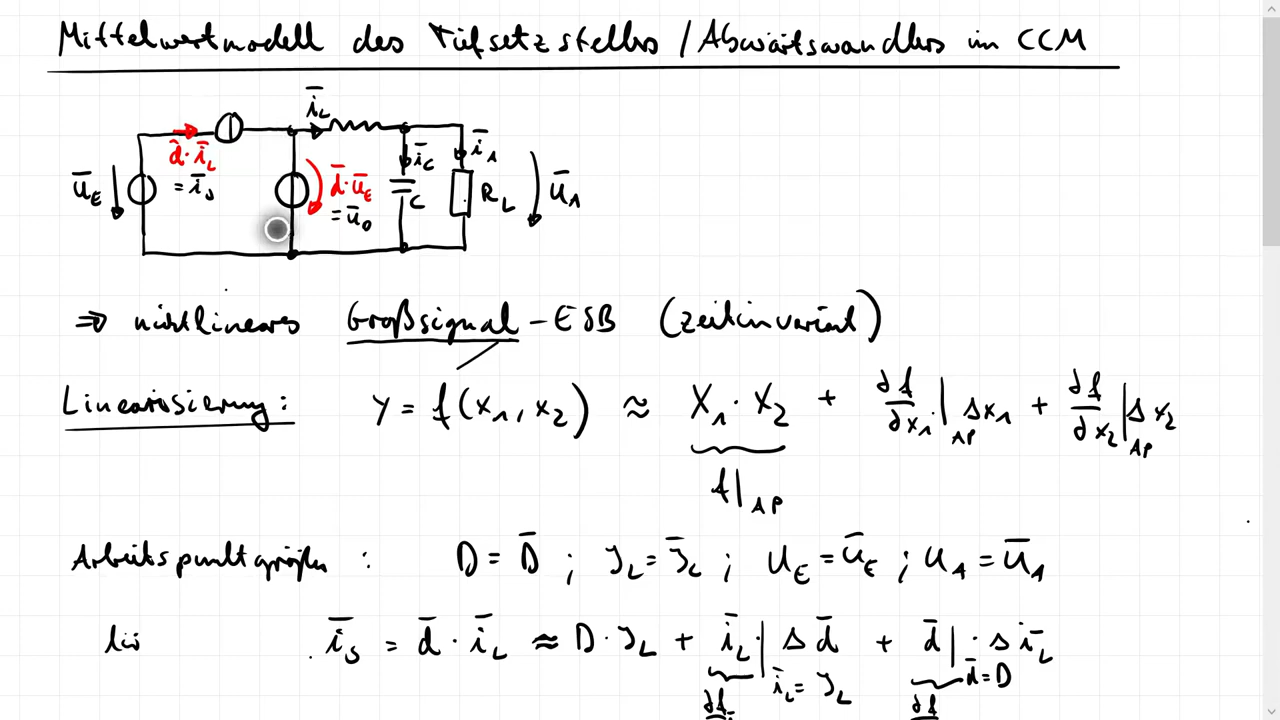 Mittelwertmodell des Tiefsetzstellers / Abwärtswandlers im CCM
ūE d̄·īL = īS īL d̄·ūE = ū0 īC C īA RL ūA
⇒ nichtlineares Großsignal-ESB (zeitinvariant)
Linearisierung: y = f(x1, x2) ≈ X1 · X2 + ∂f/∂x1 |AP Δx1 + ∂f/∂x2 |AP Δx2
f|AP
Arbeitspunktgrößen : D = D̄ ; IL = ĪL ; UE = ŪE ; UA = ŪA
īS = d̄ · īL ≈ D · IL + īL | Δd̄ + d̄ | · ΔīL
īL = IL d̄ = D
∂f ∂f